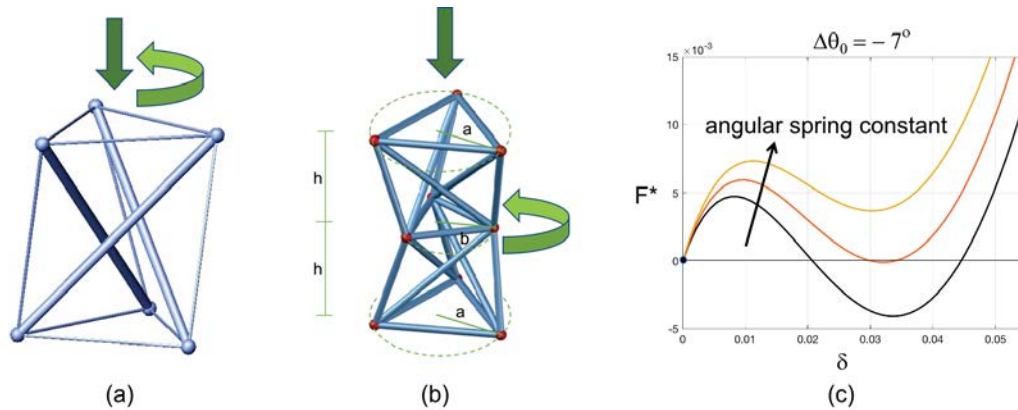 a
h
b
h
a
Δθ₀ = – 7°
×10⁻³
15
10
angular spring constant
F*
5
0
-5
0
0.01
0.02
0.03
0.04
0.05
δ
(a)
(b)
(c)